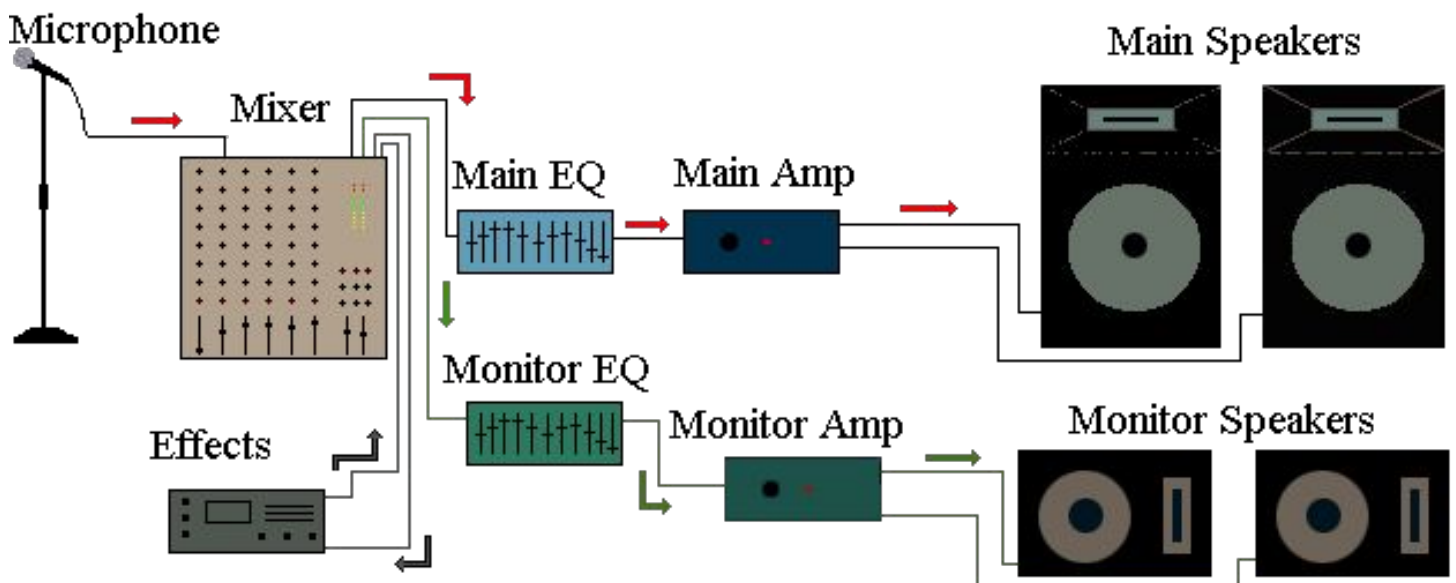 Microphone
Main Speakers
Mixer
Main EQ
Main Amp
Monitor EQ
Monitor Amp
Monitor Speakers
Effects